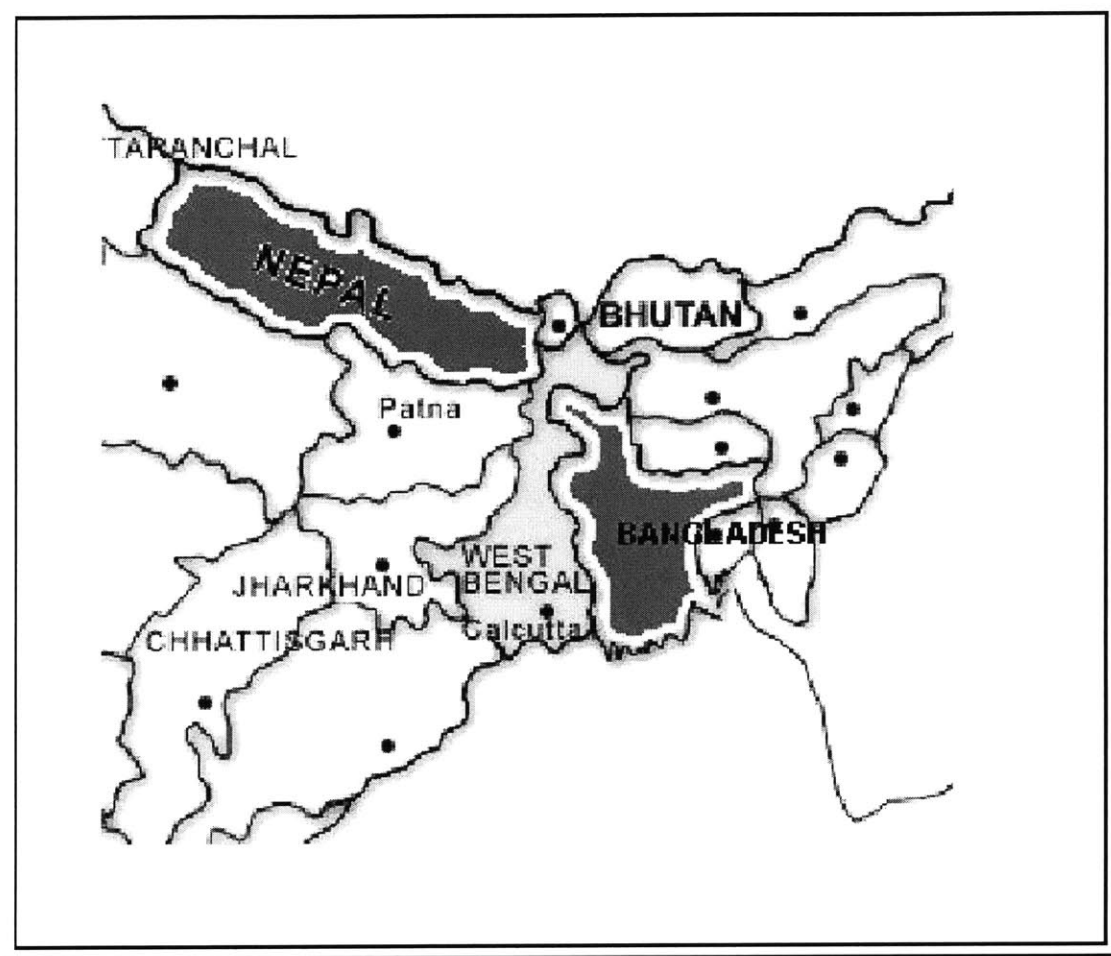 TARANCHAL
NEPAL
BHUTAN
Patna
BANGLADESH
WEST
BENGAL
JHARKHAND
Calcutta
CHHATTISGARH